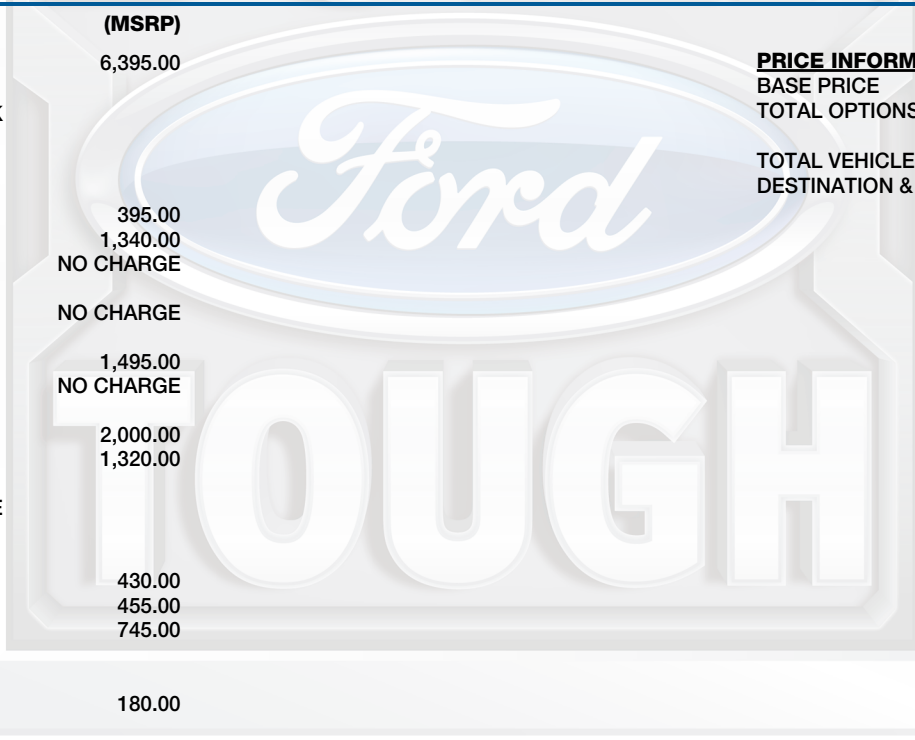 (MSRP)
6,395.00
395.00
1,340.00
NO CHARGE
NO CHARGE
1,495.00
NO CHARGE
2,000.00
1,320.00
430.00
455.00
745.00
180.00
PRICE INFORM
BASE PRICE
TOTAL OPTIONS
TOTAL VEHICLE
DESTINATION &
Ford
TOUGH